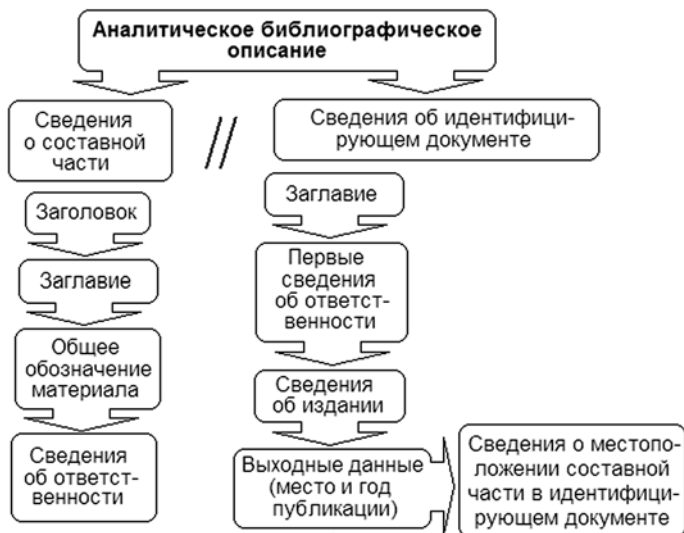 Аналитическое библиографическое
описание
Сведения
о составной
части
//
Сведения об идентифици-
рующем документе
Заголовок
Заглавие
Общее
обозначение
материала
Сведения
об ответст-
венности
Заглавие
Первые
сведения
об ответст-
венности
Сведения
об издании
Выходные данные
(место и год
публикации)
Сведения о местопо-
ложении составной
части в идентифици-
рующем документе